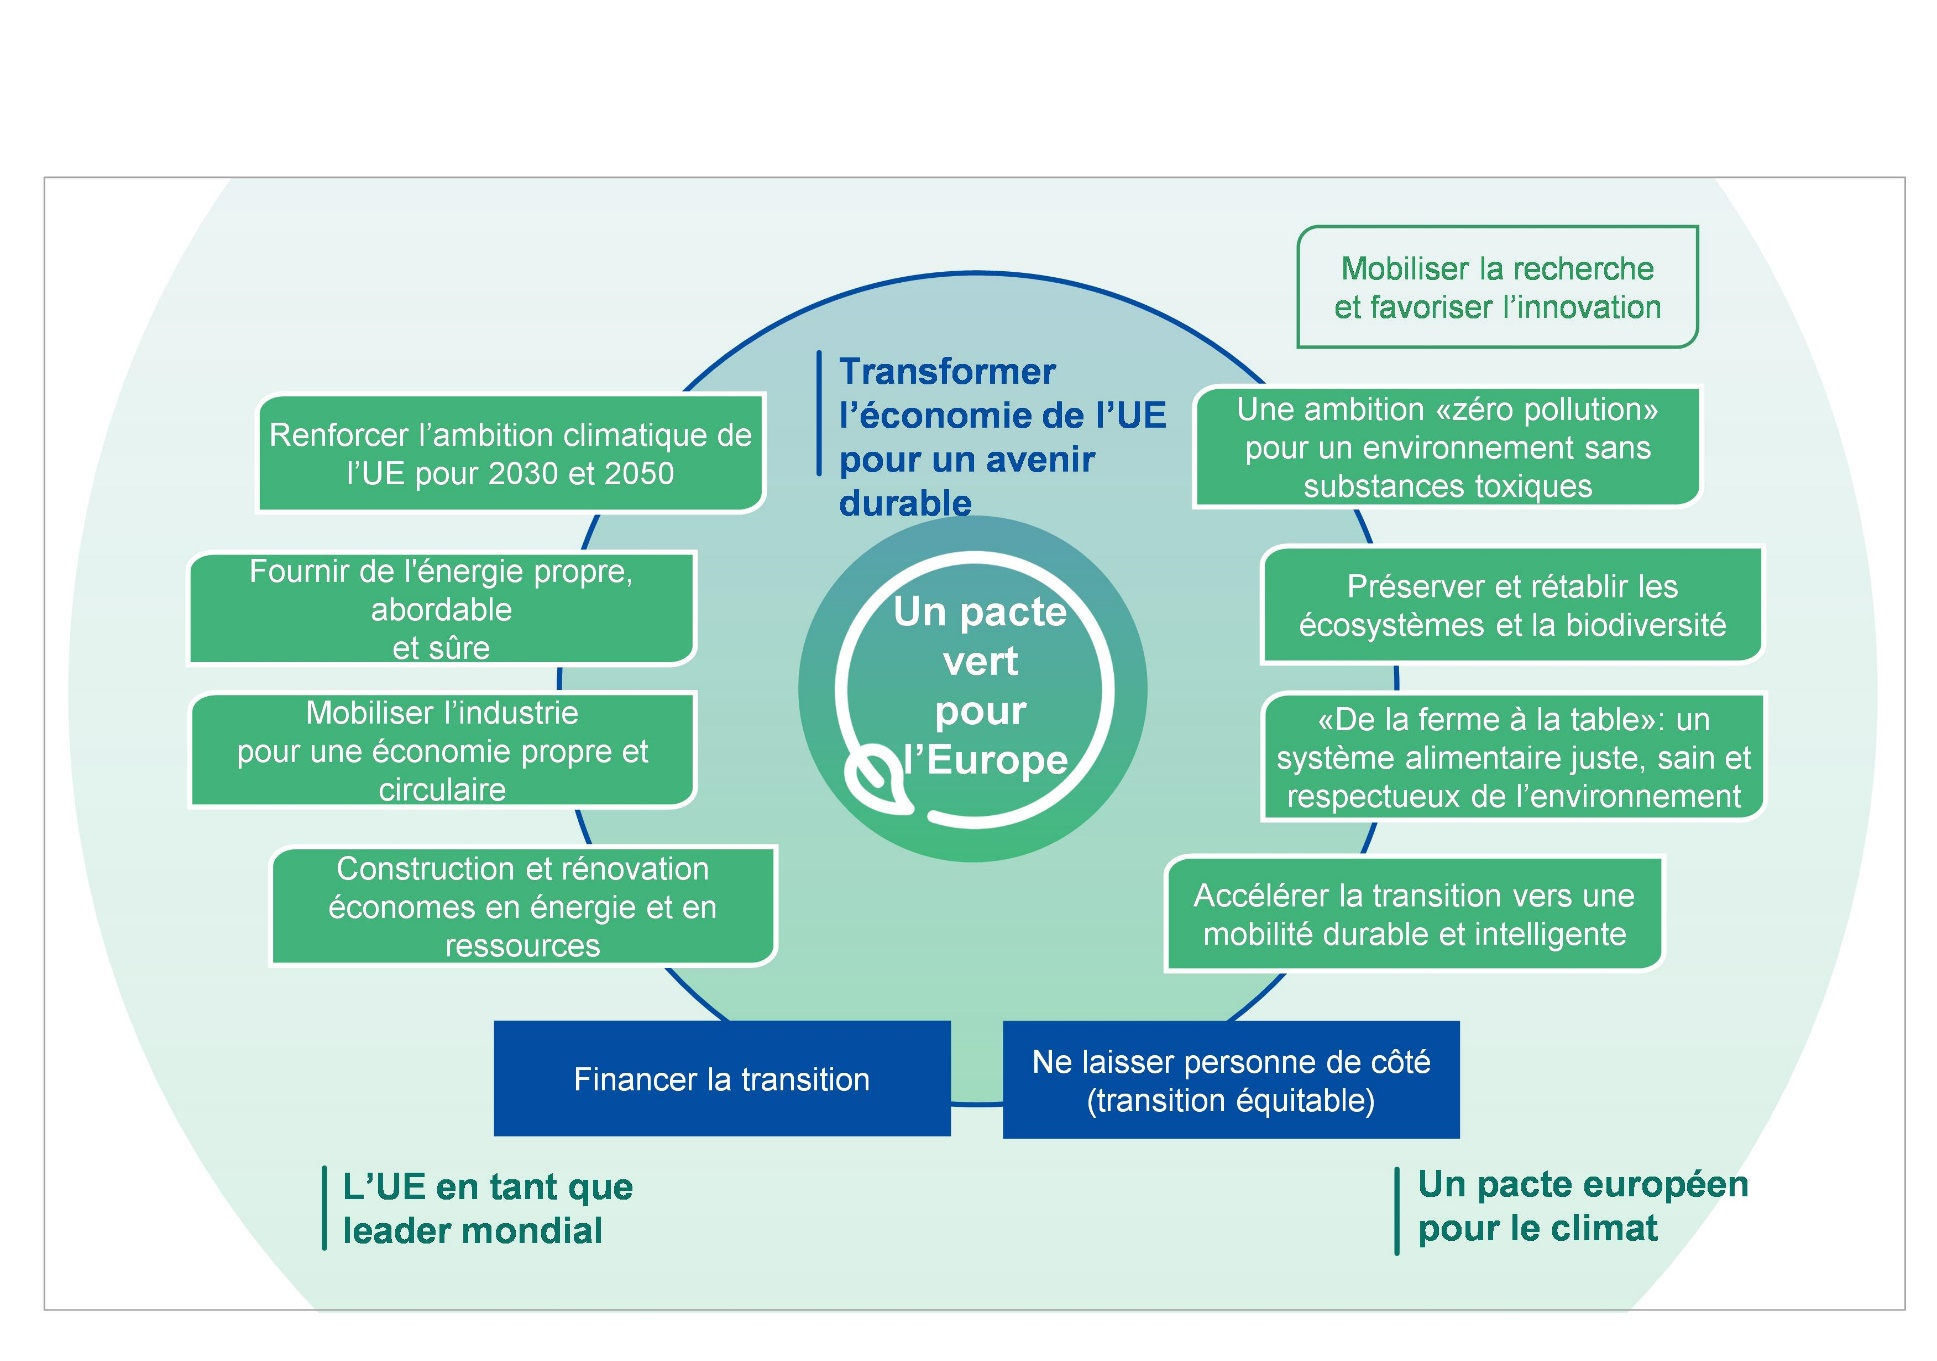 Mobiliser la recherche
et favoriser l’innovation
Transformer
l’économie de l’UE
pour un avenir
durable
Renforcer l’ambition climatique de
l’UE pour 2030 et 2050
Une ambition «zéro pollution»
pour un environnement sans
substances toxiques
Fournir de l'énergie propre,
abordable
et sûre
Préserver et rétablir les
écosystèmes et la biodiversité
Un pacte
vert
pour
l’Europe
Mobiliser l’industrie
pour une économie propre et
circulaire
«De la ferme à la table»: un
système alimentaire juste, sain et
respectueux de l’environnement
Construction et rénovation
économes en énergie et en
ressources
Accélérer la transition vers une
mobilité durable et intelligente
Financer la transition
Ne laisser personne de côté
(transition équitable)
L’UE en tant que
leader mondial
Un pacte européen
pour le climat